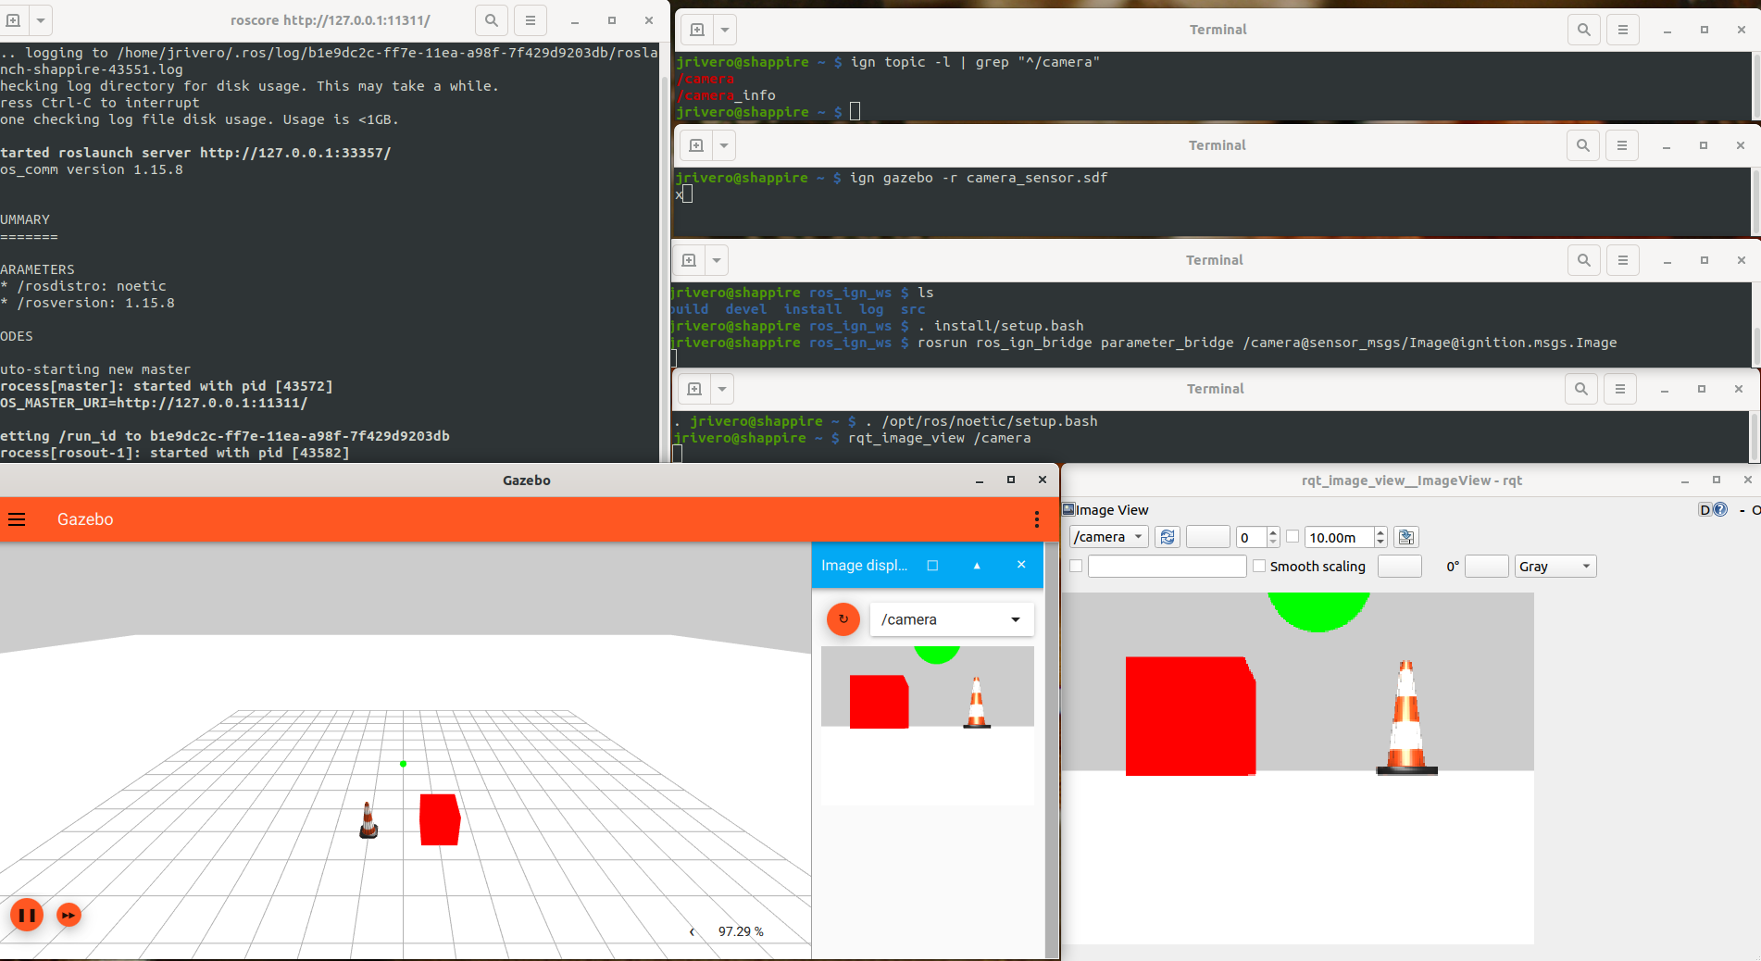 roscore http://127.0.0.1:11311/
.. logging to /home/jrivero/.ros/log/b1e9dc2c-ff7e-11ea-a98f-7f429d9203db/rosla
nch-shappire-43551.log
hecking log directory for disk usage. This may take a while.
ress Ctrl-C to interrupt
one checking log file disk usage. Usage is <1GB.
tarted roslaunch server http://127.0.0.1:33357/
os_comm version 1.15.8
UMMARY
=======
ARAMETERS
* /rosdistro: noetic
* /rosversion: 1.15.8
ODES
uto-starting new master
rocess[master]: started with pid [43572]
OS_MASTER_URI=http://127.0.0.1:11311/
etting /run_id to b1e9dc2c-ff7e-11ea-a98f-7f429d9203db
rocess[rosout-1]: started with pid [43582]
Terminal
jrivero@shappire ~ $ ign topic -l | grep "^/camera"
/camera
/camera_info
jrivero@shappire ~ $
Terminal
jrivero@shappire ~ $ ign gazebo -r camera_sensor.sdf
x
Terminal
jrivero@shappire ros_ign_ws $ ls
build devel install log src
jrivero@shappire ros_ign_ws $ . install/setup.bash
jrivero@shappire ros_ign_ws $ rosrun ros_ign_bridge parameter_bridge /camera@sensor_msgs/Image@ignition.msgs.Image
Terminal
. jrivero@shappire ~ $ . /opt/ros/noetic/setup.bash
jrivero@shappire ~ $ rqt_image_view /camera
Gazebo
Gazebo
Image displ...
/camera
97.29 %
rqt_image_view__ImageView - rqt
Image View
D - O
/camera 0 10.00m
Smooth scaling 0° Gray